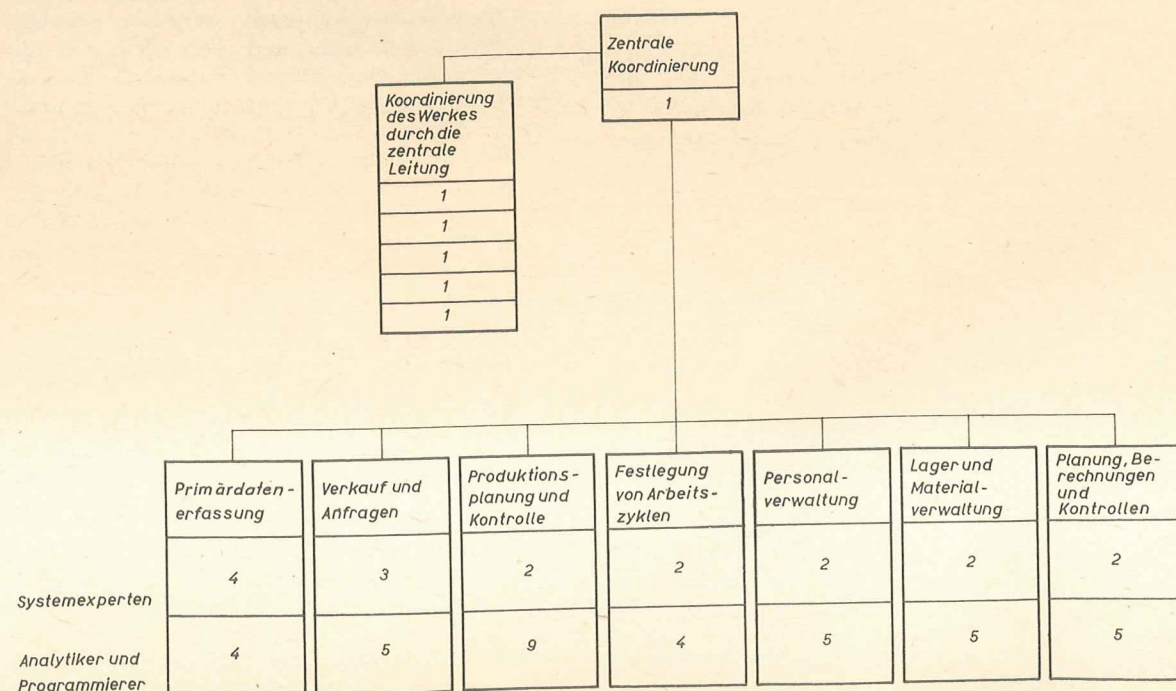 Zentrale
Koordinierung
1
Koordinierung
des Werkes
durch die
zentrale
Leitung
1
1
1
1
1
Primärdaten-
erfassung
Verkauf und
Anfragen
Produktions-
planung und
Kontrolle
Festlegung
von Arbeits-
zyklen
Personal-
verwaltung
Lager und
Material-
verwaltung
Planung, Be-
rechnungen
und
Kontrollen
Systemexperten
4
3
2
2
2
2
2
Analytiker und
Programmierer
4
5
9
4
5
5
5